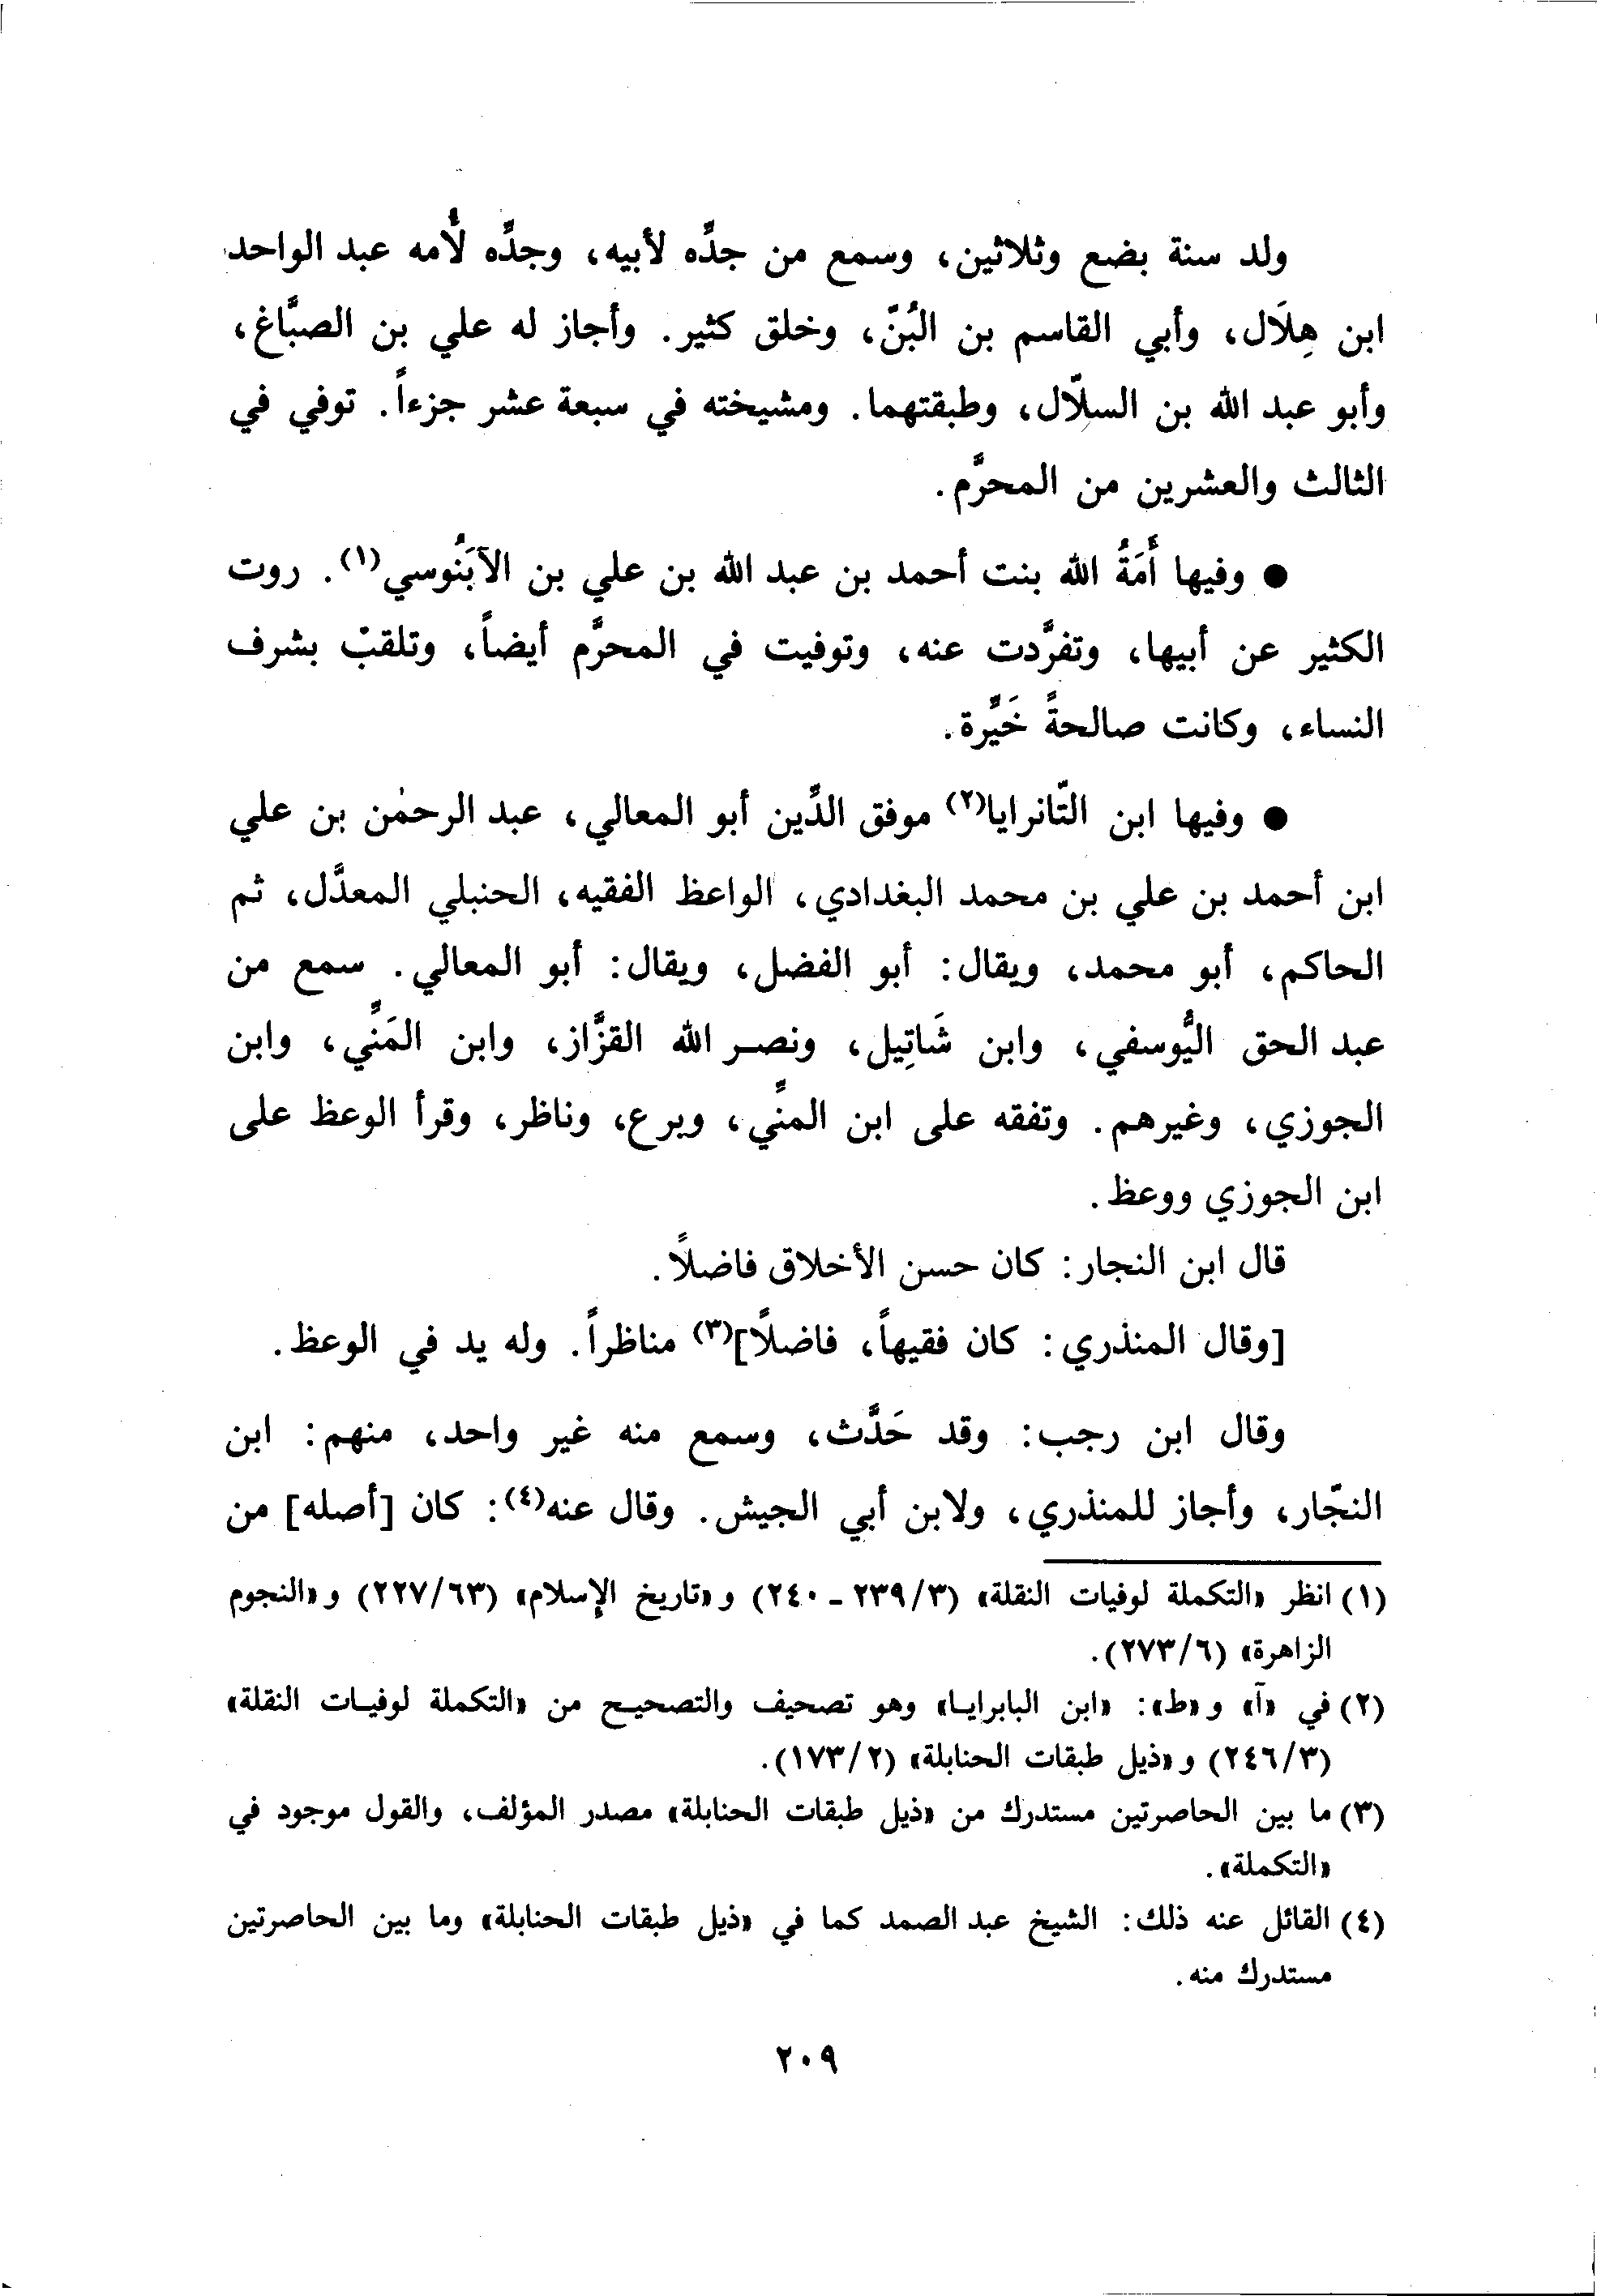 ولد سنة بضع وثلاثين، وسمع من جدِّه لأبيه، وجدِّه لأُمه عبد الواحد
ابن هِلَال، وأبي القاسم بن البُنّ، وخلق كثير. وأجاز له علي بن الصبَّاغ،
وأبو عبد الله بن السلّال، وطبقتهما. ومشيخته في سبعة عشر جزءاً. توفي في
الثالث والعشرين من المحرَّم.
● وفيها أَمَةُ الله بنت أحمد بن عبد الله بن علي بن الآبَنُوسي(١). روت
الكثير عن أبيها، وتفرَّدت عنه، وتوفيت في المحرَّم أيضاً، وتلقبّ بشرف
النساء، وكانت صالحةً خَيِّرة.
● وفيها ابن التّانرايا(٢) موفق الدِّين أبو المعالي، عبد الرحمٰن بن علي
ابن أحمد بن علي بن محمد البغدادي، الواعظ الفقيه، الحنبلي المعدَّل، ثم
الحاكم، أبو محمد، ويقال: أبو الفضل، ويقال: أبو المعالي. سمع من
عبد الحق اليُّوسفي، وابن شَاتِيل، ونصر الله القزَّاز، وابن المَنِّي، وابن
الجوزي، وغيرهم. وتفقه على ابن المنِّي، وبرع، وناظر، وقرأ الوعظ على
ابن الجوزي ووعظ.
قال ابن النجار: كان حسن الأخلاق فاضلاً.
[وقال المنذري: كان فقيهاً، فاضلاً](٣) مناظراً. وله يد في الوعظ.
وقال ابن رجب: وقد حَدَّث، وسمع منه غير واحد، منهم: ابن
النجّار، وأجاز للمنذري، ولابن أبي الجيش. وقال عنه(٤): كان [أصله] من
(١) انظر «التكملة لوفيات النقلة» (٢٣٩/٣ - ٢٤٠) و«تاريخ الإسلام» (٢٢٧/٦٣) و«النجوم
الزاهرة» (٢٧٣/٦).
(٢) في «آ» و«ط»: «ابن البابرايا» وهو تصحيف والتصحيح من «التكملة لوفيات النقلة»
(٢٤٦/٣) و«ذيل طبقات الحنابلة» (١٧٣/٢).
(٣) ما بين الحاصرتين مستدرك من «ذيل طبقات الحنابلة» مصدر المؤلف، والقول موجود في
«التكملة».
(٤) القائل عنه ذلك: الشيخ عبد الصمد كما في «ذيل طبقات الحنابلة» وما بين الحاصرتين
مستدرك منه.
٢٠٩